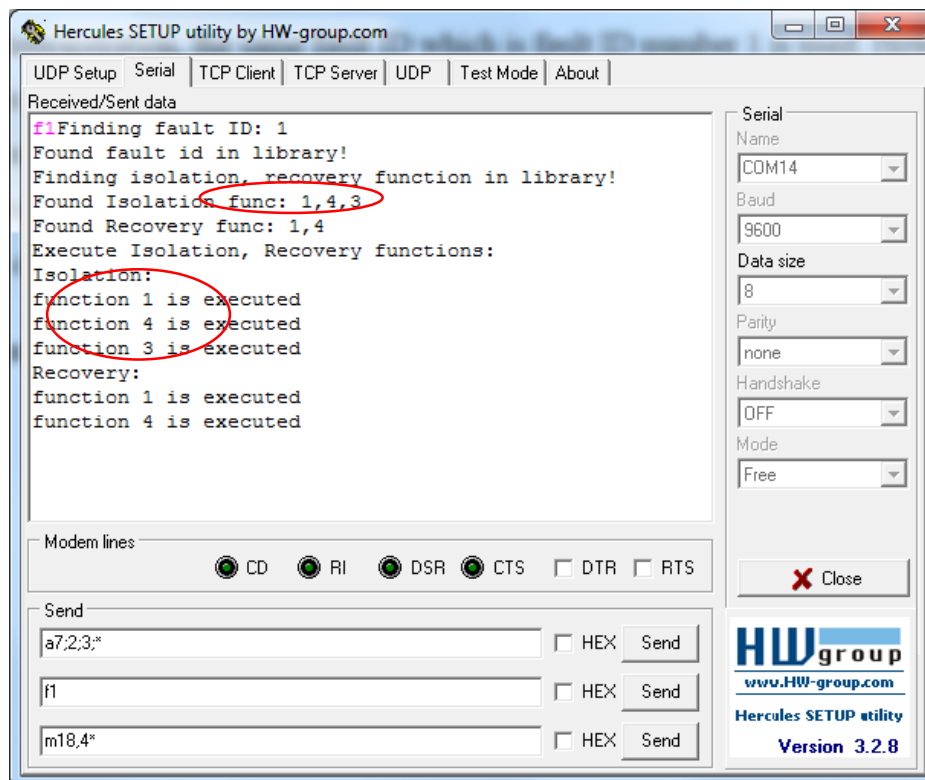 Hercules SETUP utility by HW-group.com
UDP Setup Serial TCP Client TCP Server UDP Test Mode About
Received/Sent data
f1Finding fault ID: 1
Found fault id in library!
Finding isolation, recovery function in library!
Found Isolation func: 1,4,3
Found Recovery func: 1,4
Execute Isolation, Recovery functions:
Isolation:
function 1 is executed
function 4 is executed
function 3 is executed
Recovery:
function 1 is executed
function 4 is executed
Serial
Name
COM14
Baud
9600
Data size
8
Parity
none
Handshake
OFF
Mode
Free
Modem lines
CD RI DSR CTS DTR RTS
Close
Send
a7;2;3;* HEX Send
f1 HEX Send
m18,4* HEX Send
HWgroup
www.HW-group.com
Hercules SETUP utility
Version 3.2.8